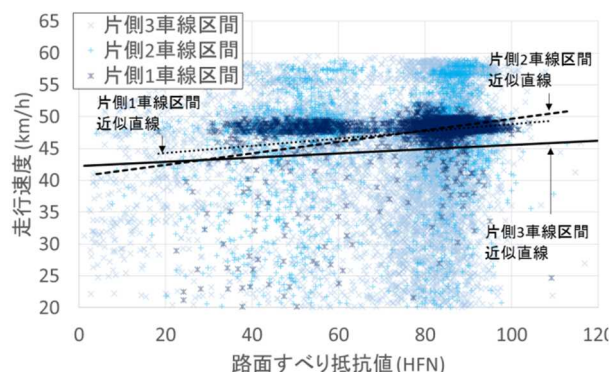 片側3車線区間
片側2車線区間
片側1車線区間
片側1車線区間
近似直線
片側2車線区間
近似直線
片側3車線区間
近似直線
走行速度 (km/h)
65
60
55
50
45
40
35
30
25
20
0
20
40
60
80
100
120
路面すべり抵抗値(HFN)